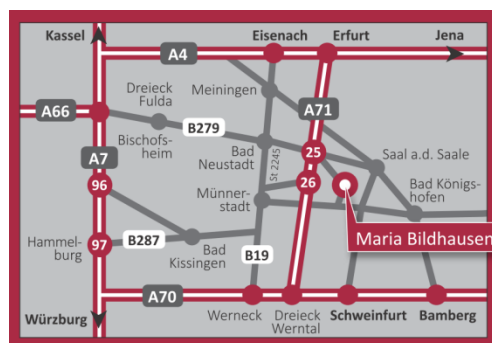 Kassel
Eisenach
Erfurt
Jena
A4
Dreieck
Fulda
Meiningen
A66
A71
Bischofs-
heim
B279
Bad
Neustadt
St 2245
25
Saal a.d. Saale
A7
96
26
Münner-
stadt
Bad Königs-
hofen
Hammel-
burg
97
B287
Bad
Kissingen
B19
Maria Bildhausen
A70
Würzburg
Werneck
Dreieck
Werntal
Schweinfurt
Bamberg